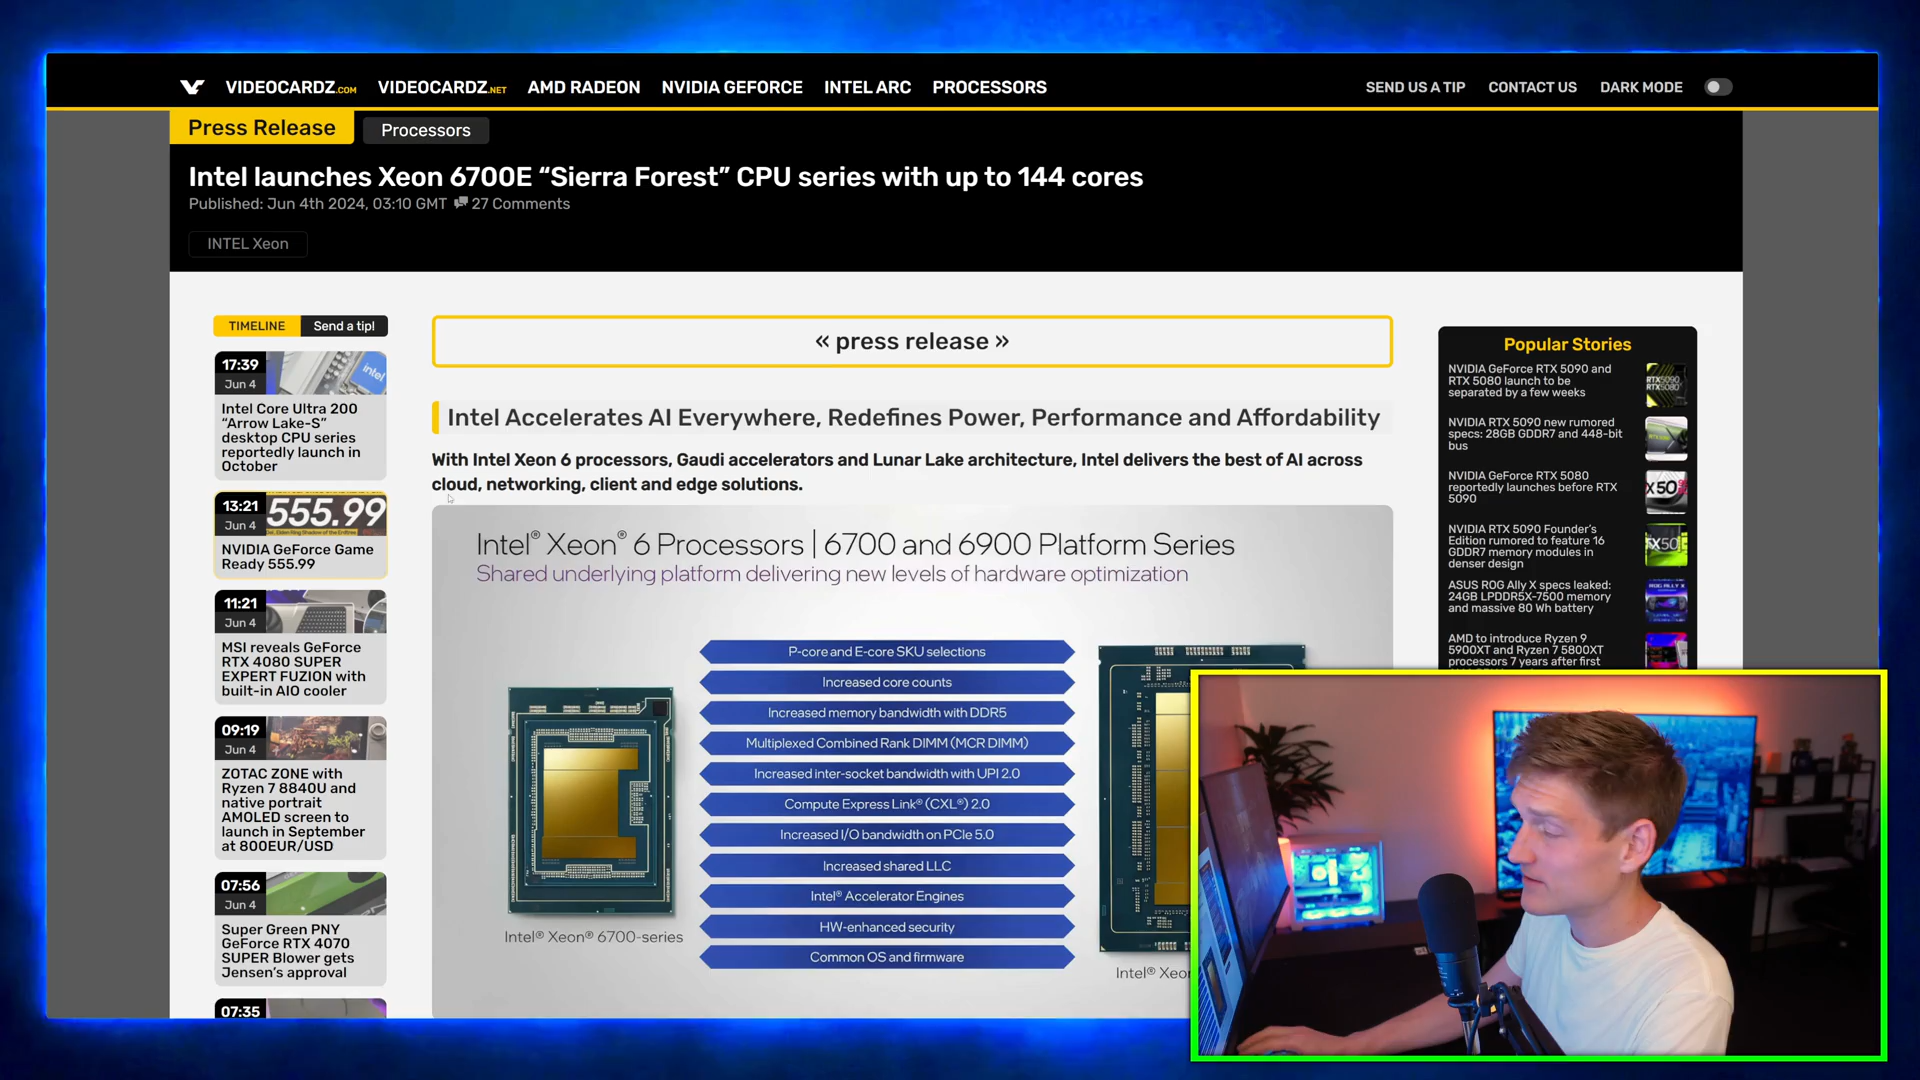 VIDEOCARDZ.COM VIDEOCARDZ.NET AMD RADEON NVIDIA GEFORCE INTEL ARC PROCESSORS SEND US A TIP CONTACT US DARK MODE
Press Release Processors
Intel launches Xeon 6700E “Sierra Forest” CPU series with up to 144 cores
Published: Jun 4th 2024, 03:10 GMT 27 Comments
INTEL Xeon
TIMELINE Send a tip!
17:39
Jun 4
intel
Intel Core Ultra 200
“Arrow Lake-S”
desktop CPU series
reportedly launch in
October
13:21
Jun 4
555.99
NVIDIA GeForce Game
Ready 555.99
11:21
Jun 4
MSI reveals GeForce
RTX 4080 SUPER
EXPERT FUZION with
built-in AIO cooler
09:19
Jun 4
ZOTAC ZONE with
Ryzen 7 8840U and
native portrait
AMOLED screen to
launch in September
at 800EUR/USD
07:56
Jun 4
Super Green PNY
GeForce RTX 4070
SUPER Blower gets
Jensen’s approval
07:35
« press release »
Intel Accelerates AI Everywhere, Redefines Power, Performance and Affordability
With Intel Xeon 6 processors, Gaudi accelerators and Lunar Lake architecture, Intel delivers the best of AI across
cloud, networking, client and edge solutions.
Intel® Xeon® 6 Processors | 6700 and 6900 Platform Series
Shared underlying platform delivering new levels of hardware optimization
P-core and E-core SKU selections
Increased core counts
Increased memory bandwidth with DDR5
Multiplexed Combined Rank DIMM (MCR DIMM)
Increased inter-socket bandwidth with UPI 2.0
Compute Express Link® (CXL®) 2.0
Increased I/O bandwidth on PCIe 5.0
Increased shared LLC
Intel® Accelerator Engines
HW-enhanced security
Common OS and firmware
Intel® Xeon® 6700-series
Intel® Xeo
Popular Stories
NVIDIA GeForce RTX 5090 and
RTX 5080 launch to be
separated by a few weeks
RTX5090
RTX5080
NVIDIA RTX 5090 new rumored
specs: 28GB GDDR7 and 448-bit
bus
NVIDIA GeForce RTX 5080
reportedly launches before RTX
5090
X50
NVIDIA RTX 5090 Founder’s
Edition rumored to feature 16
GDDR7 memory modules in
denser design
X50
ASUS ROG Ally X specs leaked:
24GB LPDDR5X-7500 memory
and massive 80 Wh battery
AMD to introduce Ryzen 9
5900XT and Ryzen 7 5800XT
processors 7 years after first